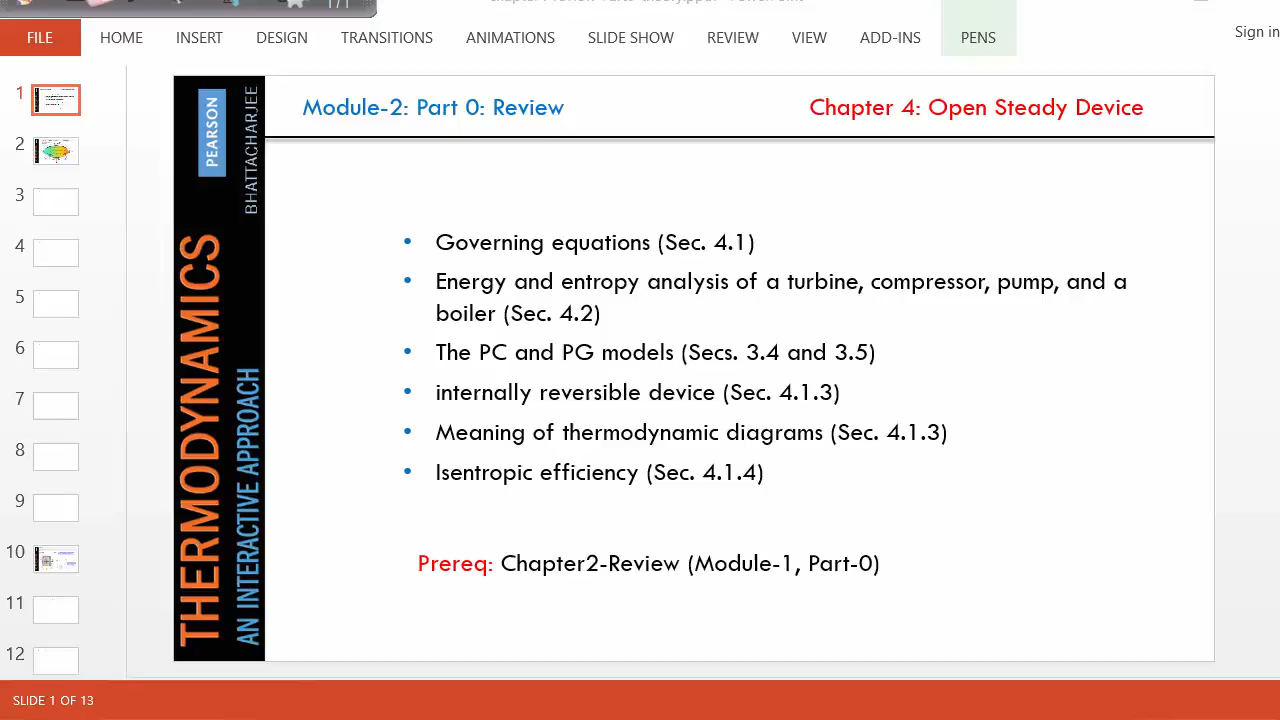 1/1
FILE HOME INSERT DESIGN TRANSITIONS ANIMATIONS SLIDE SHOW REVIEW VIEW ADD-INS PENS Sign in
1
2
3
4
5
6
7
8
9
10
11
12
PEARSON
BHATTACHARJEE
THERMODYNAMICS
AN INTERACTIVE APPROACH
Module-2: Part 0: Review
Chapter 4: Open Steady Device
• Governing equations (Sec. 4.1)
• Energy and entropy analysis of a turbine, compressor, pump, and a
boiler (Sec. 4.2)
• The PC and PG models (Secs. 3.4 and 3.5)
• internally reversible device (Sec. 4.1.3)
• Meaning of thermodynamic diagrams (Sec. 4.1.3)
• Isentropic efficiency (Sec. 4.1.4)
Prereq: Chapter2-Review (Module-1, Part-0)
SLIDE 1 OF 13